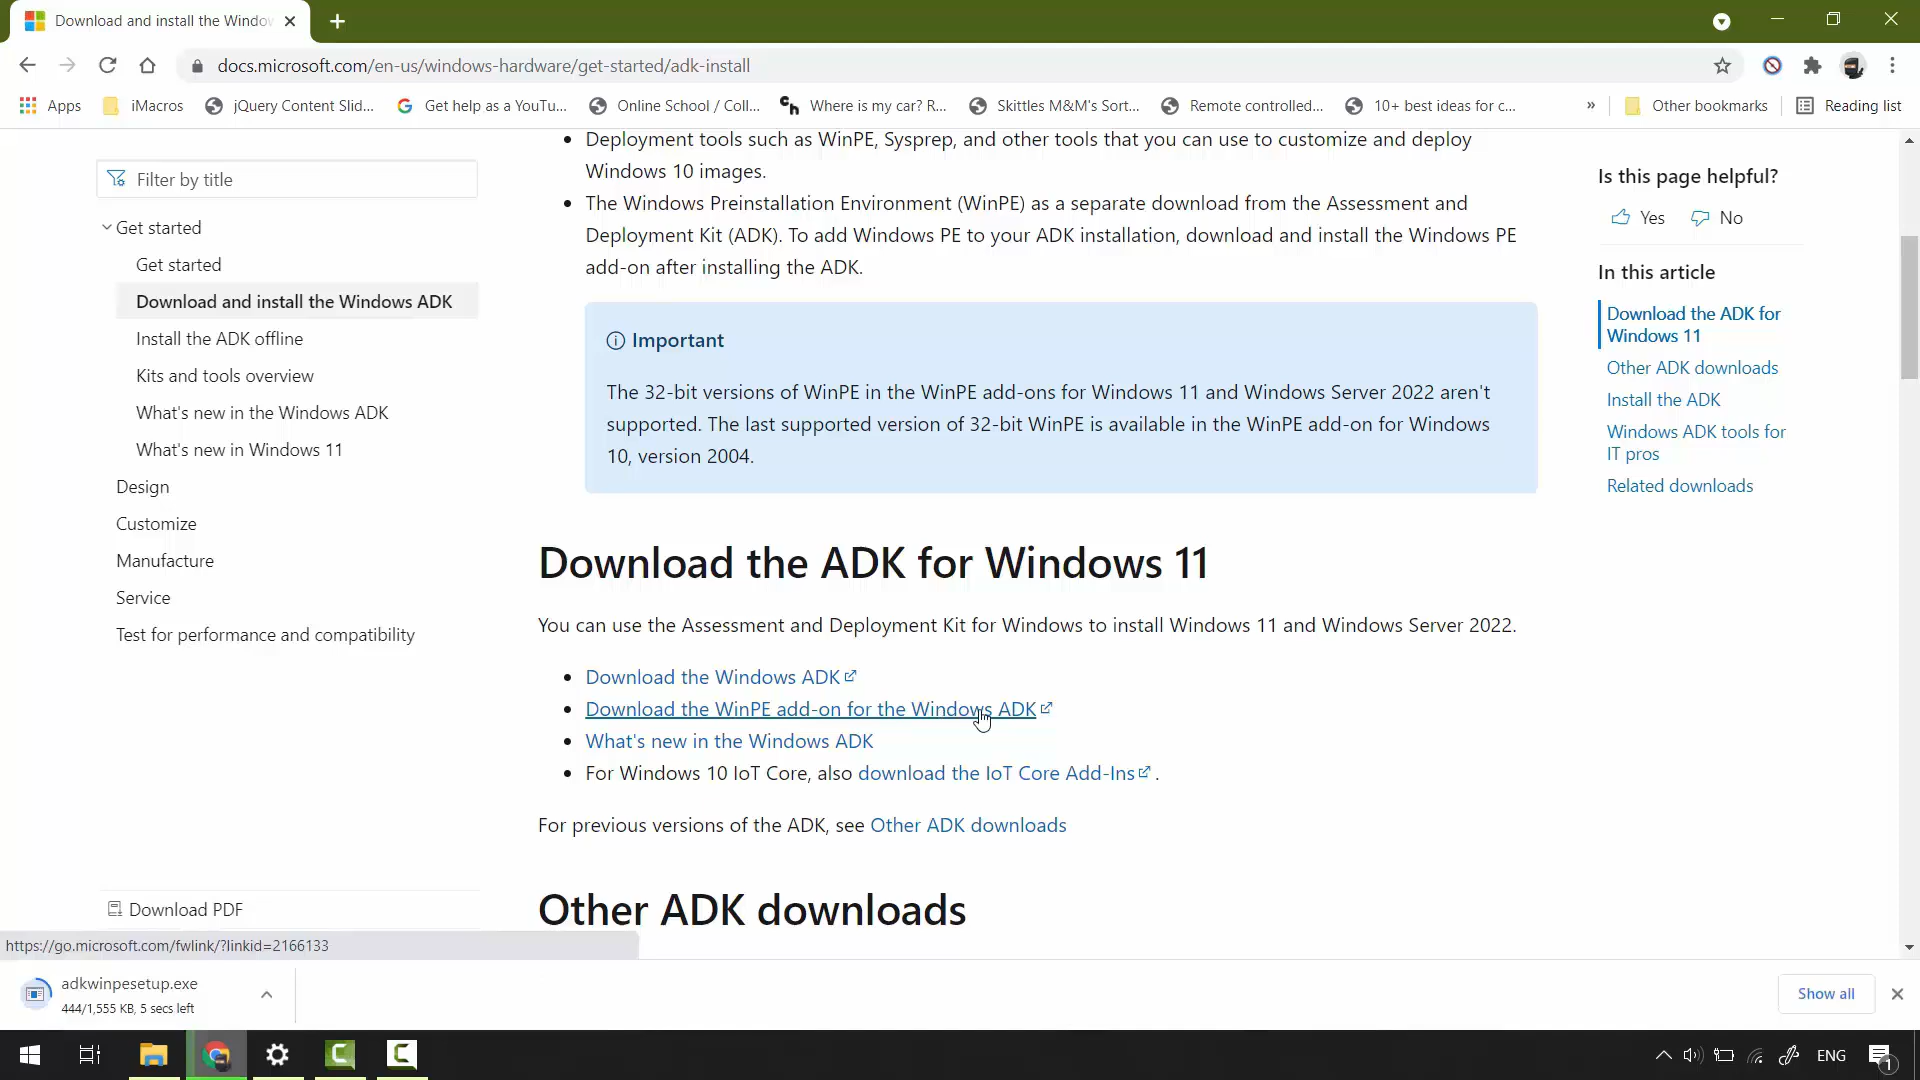 Download and install the Windo
docs.microsoft.com/en-us/windows-hardware/get-started/adk-install
Apps
iMacros
jQuery Content Slid...
Get help as a YouTu...
Online School / Coll...
Where is my car? R...
Skittles M&M's Sort...
Remote controlled...
10+ best ideas for c...
»
Other bookmarks
Reading list
Filter by title
Get started
Get started
Download and install the Windows ADK
Install the ADK offline
Kits and tools overview
What's new in the Windows ADK
What's new in Windows 11
Design
Customize
Manufacture
Service
Test for performance and compatibility
Download PDF
• Deployment tools such as WinPE, Sysprep, and other tools that you can use to customize and deploy
Windows 10 images.
• The Windows Preinstallation Environment (WinPE) as a separate download from the Assessment and
Deployment Kit (ADK). To add Windows PE to your ADK installation, download and install the Windows PE
add-on after installing the ADK.
Important
The 32-bit versions of WinPE in the WinPE add-ons for Windows 11 and Windows Server 2022 aren't
supported. The last supported version of 32-bit WinPE is available in the WinPE add-on for Windows
10, version 2004.
Download the ADK for Windows 11
You can use the Assessment and Deployment Kit for Windows to install Windows 11 and Windows Server 2022.
• Download the Windows ADK
• Download the WinPE add-on for the Windows ADK
• What's new in the Windows ADK
• For Windows 10 IoT Core, also download the IoT Core Add-Ins .
For previous versions of the ADK, see Other ADK downloads
Other ADK downloads
Is this page helpful?
Yes
No
In this article
Download the ADK for
Windows 11
Other ADK downloads
Install the ADK
Windows ADK tools for
IT pros
Related downloads
https://go.microsoft.com/fwlink/?linkid=2166133
adkwinpesetup.exe
444/1,555 KB, 5 secs left
Show all
ENG
1